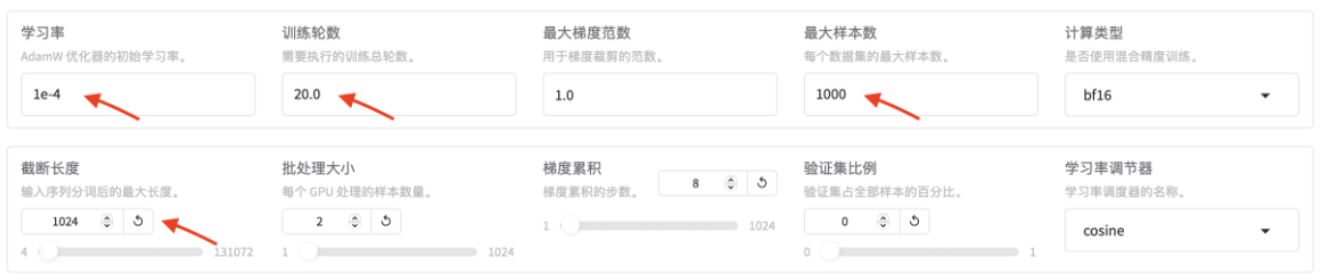 学习率 训练轮数 最大梯度范数 最大样本数 计算类型
AdamW 优化器的初始学习率。 需要执行的训练总轮数。 用于梯度裁剪的范数。 每个数据集的最大样本数。 是否使用混合精度训练。
1e-4 20.0 1.0 1000 bf16
截断长度 批处理大小 梯度累积 验证集比例 学习率调节器
输入序列分词后的最大长度。 每个 GPU 处理的样本数量。 梯度累积的步数。 8 验证集占全部样本的百分比。 学习率调度器的名称。
1024 2 1 1024 0 cosine
4 131072 1 1024 0 1